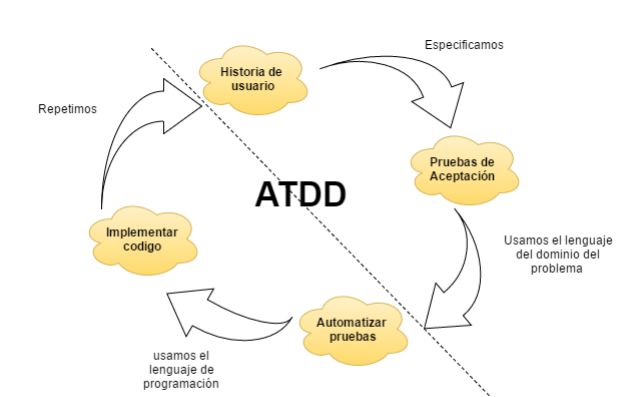 Especificamos
Historia de
usuario
Repetimos
Pruebas de
Aceptación
ATDD
Implementar
codigo
Usamos el lenguaje
del dominio del
problema
Automatizar
pruebas
usamos el
lenguaje de
programación